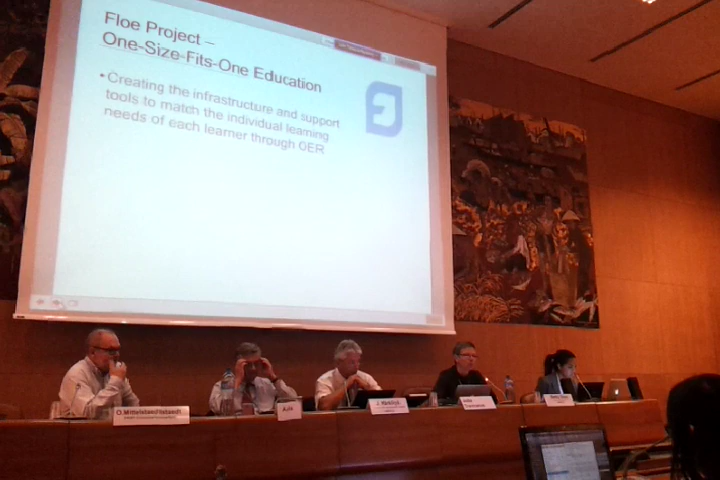 Floe Project –
One-Size-Fits-One Education
• Creating the infrastructure and support
tools to match the individual learning
needs of each learner through OER